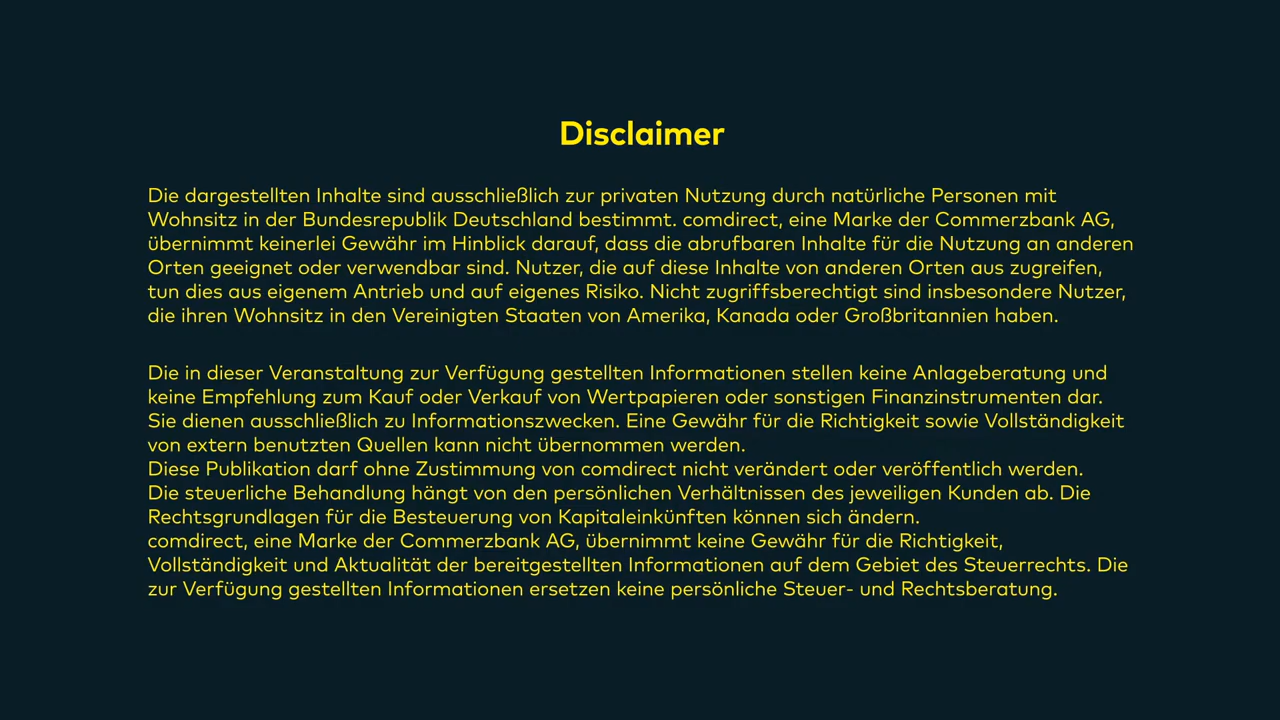 Disclaimer
Die dargestellten Inhalte sind ausschließlich zur privaten Nutzung durch natürliche Personen mit
Wohnsitz in der Bundesrepublik Deutschland bestimmt. comdirect, eine Marke der Commerzbank AG,
übernimmt keinerlei Gewähr im Hinblick darauf, dass die abrufbaren Inhalte für die Nutzung an anderen
Orten geeignet oder verwendbar sind. Nutzer, die auf diese Inhalte von anderen Orten aus zugreifen,
tun dies aus eigenem Antrieb und auf eigenes Risiko. Nicht zugriffsberechtigt sind insbesondere Nutzer,
die ihren Wohnsitz in den Vereinigten Staaten von Amerika, Kanada oder Großbritannien haben.
Die in dieser Veranstaltung zur Verfügung gestellten Informationen stellen keine Anlageberatung und
keine Empfehlung zum Kauf oder Verkauf von Wertpapieren oder sonstigen Finanzinstrumenten dar.
Sie dienen ausschließlich zu Informationszwecken. Eine Gewähr für die Richtigkeit sowie Vollständigkeit
von extern benutzten Quellen kann nicht übernommen werden.
Diese Publikation darf ohne Zustimmung von comdirect nicht verändert oder veröffentlich werden.
Die steuerliche Behandlung hängt von den persönlichen Verhältnissen des jeweiligen Kunden ab. Die
Rechtsgrundlagen für die Besteuerung von Kapitaleinkünften können sich ändern.
comdirect, eine Marke der Commerzbank AG, übernimmt keine Gewähr für die Richtigkeit,
Vollständigkeit und Aktualität der bereitgestellten Informationen auf dem Gebiet des Steuerrechts. Die
zur Verfügung gestellten Informationen ersetzen keine persönliche Steuer- und Rechtsberatung.